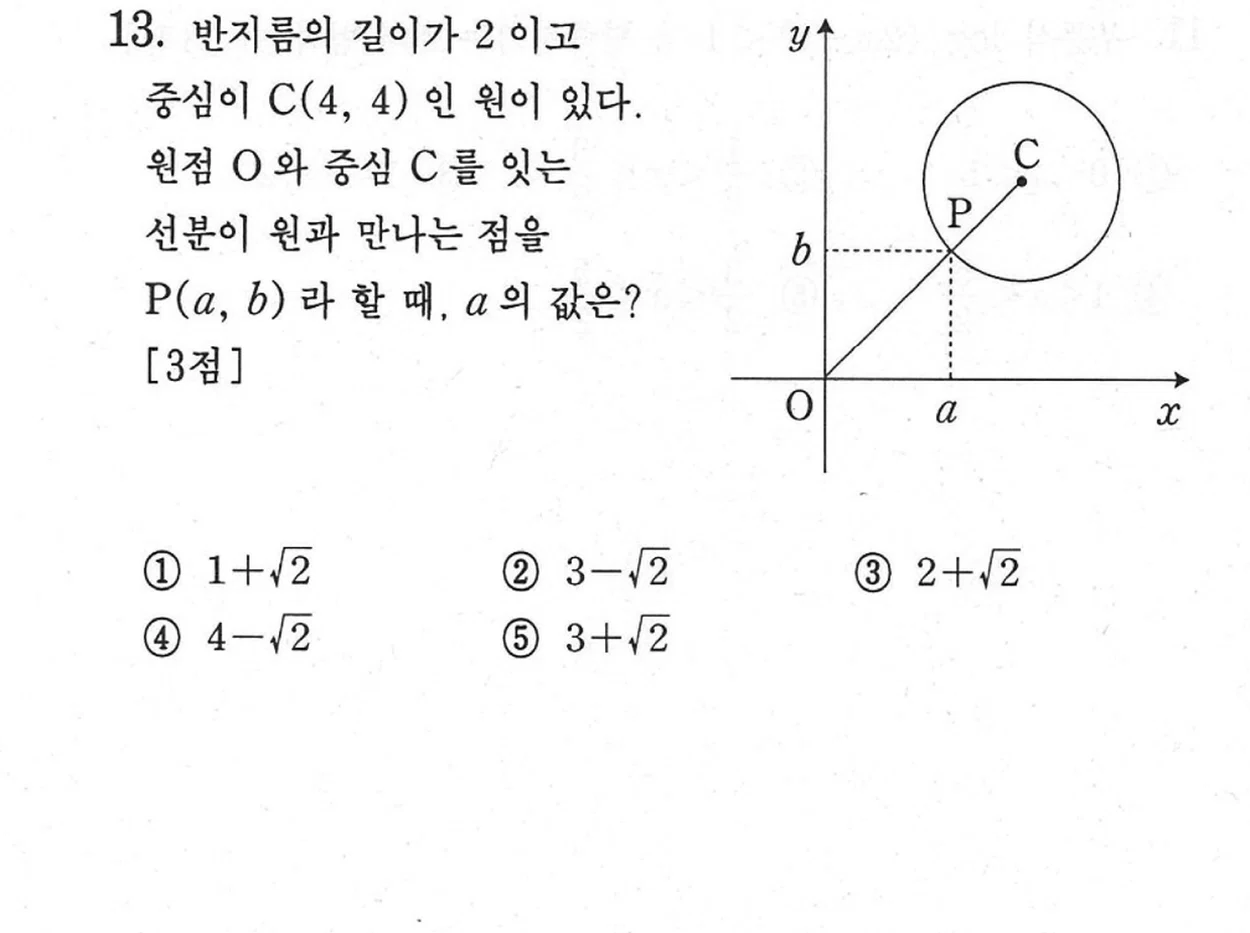 13. 반지름의 길이가 2 이고
중심이 C(4, 4) 인 원이 있다.
원점 O 와 중심 C 를 잇는
선분이 원과 만나는 점을
P(a, b) 라 할 때, a 의 값은?
[3점]
y
C
P
b
O
a
x
① 1+√2 ② 3−√2 ③ 2+√2
④ 4−√2 ⑤ 3+√2